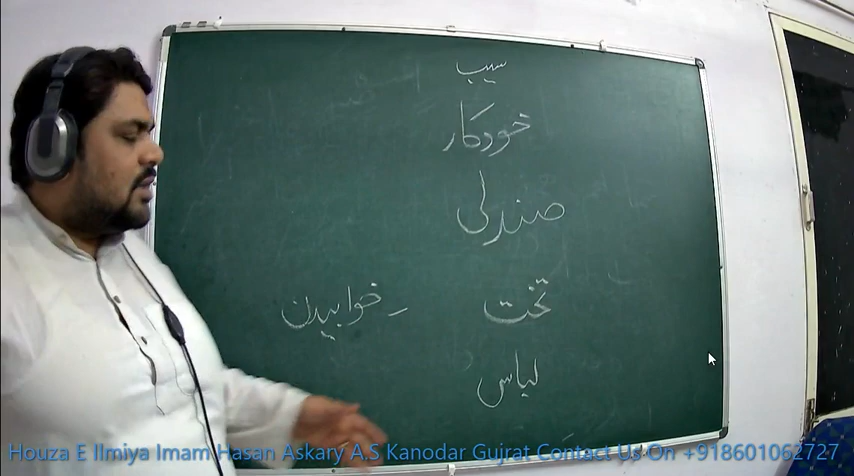 سیب
خودکار
صندلی
تخت ـِ خوابیدن
لباس
Houza E Ilmiya Imam Hasan Askary A.S Kanodar Gujrat Contact Us On +918601062727